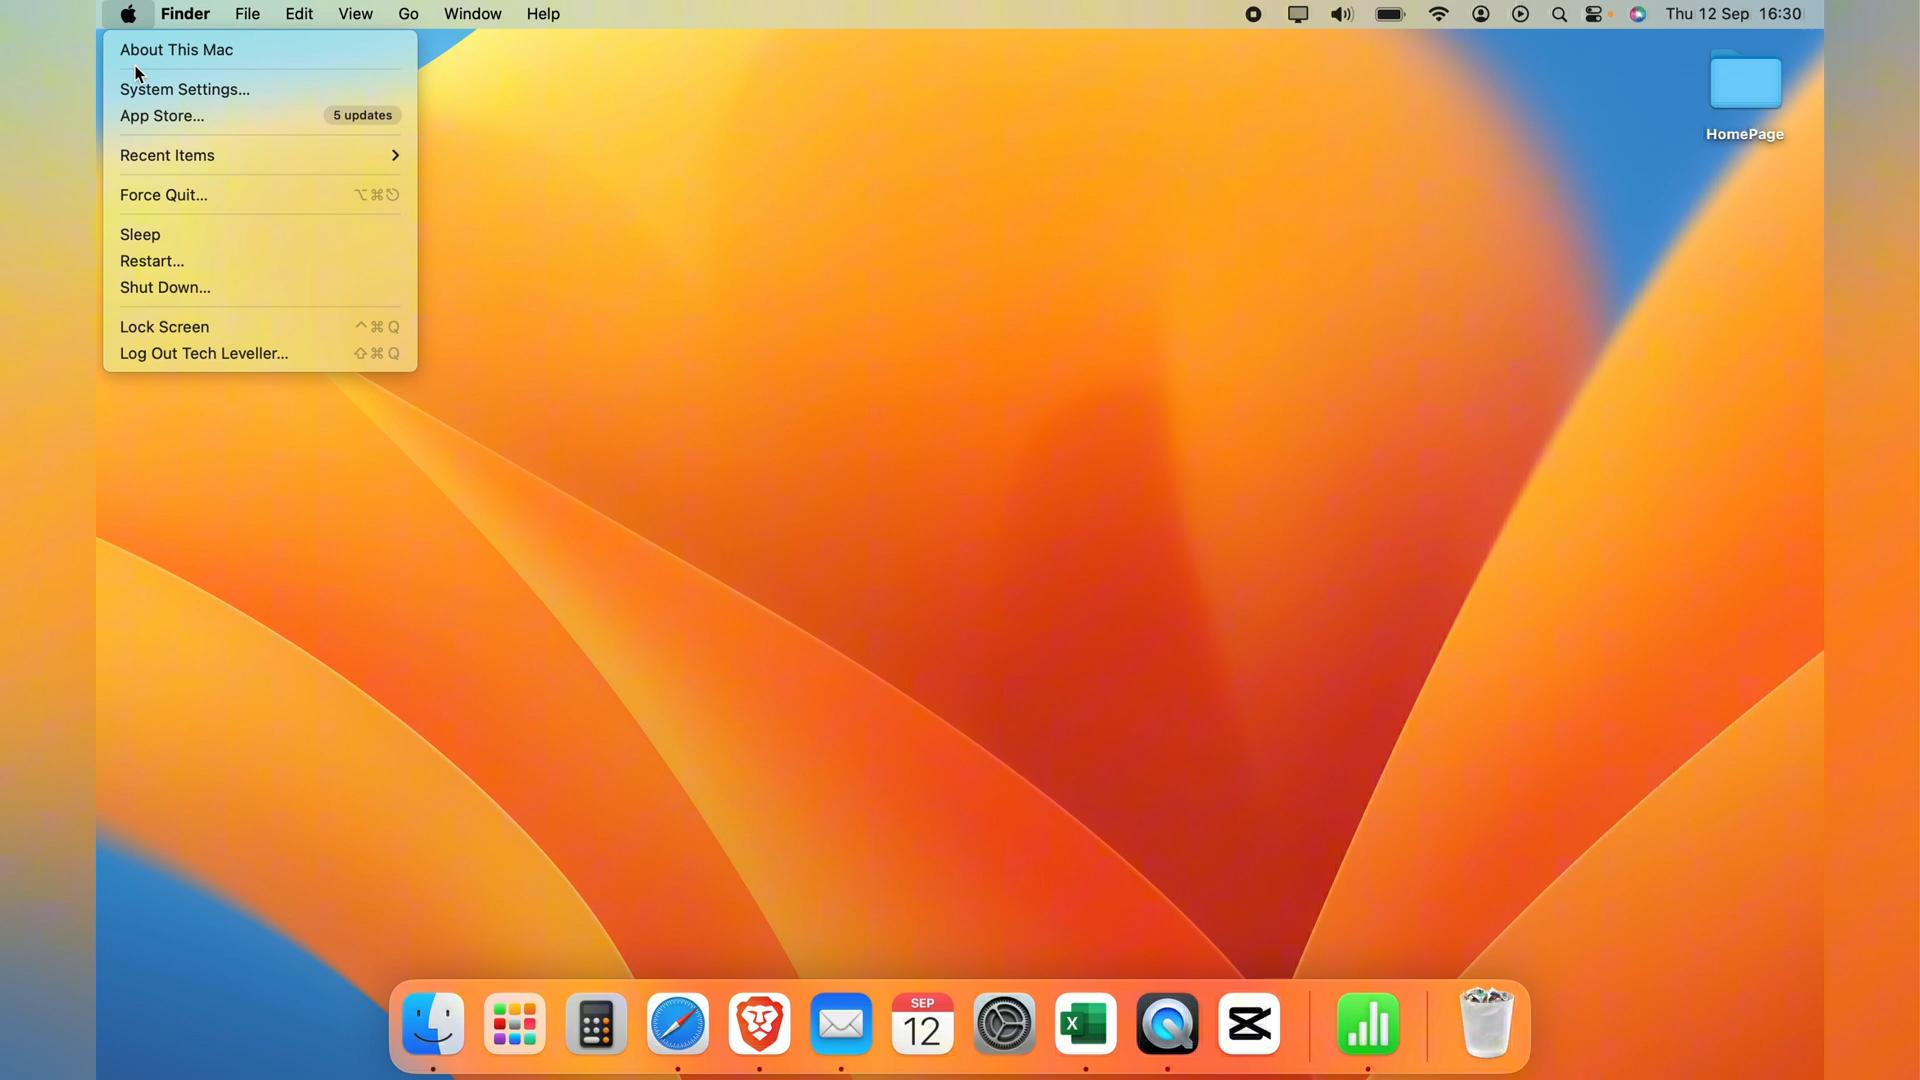 Finder File Edit View Go Window Help Thu 12 Sep 16:30
About This Mac
System Settings...
App Store... 5 updates
Recent Items
Force Quit... ⌥⌘⎋
Sleep
Restart...
Shut Down...
Lock Screen ^⌘Q
Log Out Tech Leveller... ⇧⌘Q
HomePage
SEP
12
X